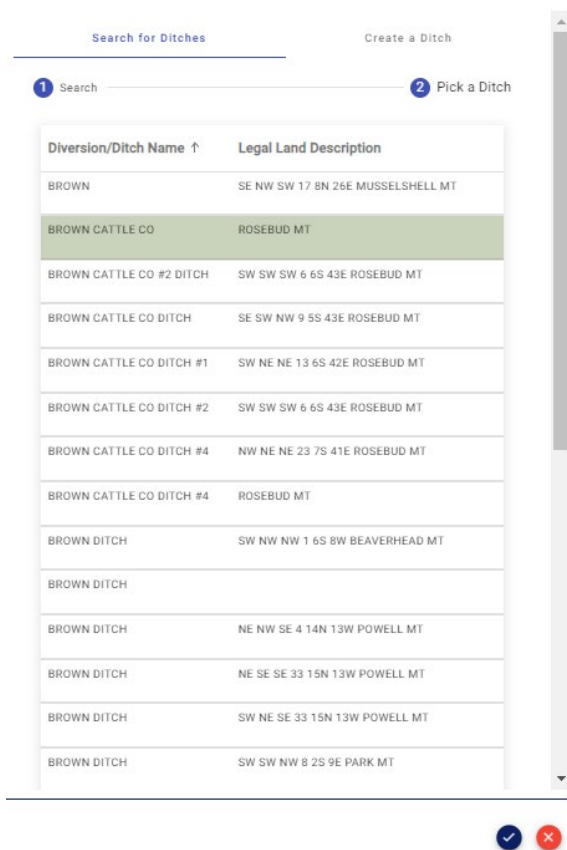 Search for Ditches Create a Ditch
1 Search 2 Pick a Ditch
Diversion/Ditch Name ↑ Legal Land Description
BROWN SE NW SW 17 8N 26E MUSSELSHELL MT
BROWN CATTLE CO ROSEBUD MT
BROWN CATTLE CO #2 DITCH SW SW SW 6 6S 43E ROSEBUD MT
BROWN CATTLE CO DITCH SE SW NW 9 5S 43E ROSEBUD MT
BROWN CATTLE CO DITCH #1 SW NE NE 13 6S 42E ROSEBUD MT
BROWN CATTLE CO DITCH #2 SW SW SW 6 6S 43E ROSEBUD MT
BROWN CATTLE CO DITCH #4 NW NE NE 23 7S 41E ROSEBUD MT
BROWN CATTLE CO DITCH #4 ROSEBUD MT
BROWN DITCH SW NW NW 1 6S 8W BEAVERHEAD MT
BROWN DITCH
BROWN DITCH NE NW SE 4 14N 13W POWELL MT
BROWN DITCH NE SE SE 33 15N 13W POWELL MT
BROWN DITCH SW NE SE 33 15N 13W POWELL MT
BROWN DITCH SW SW NW 8 2S 9E PARK MT